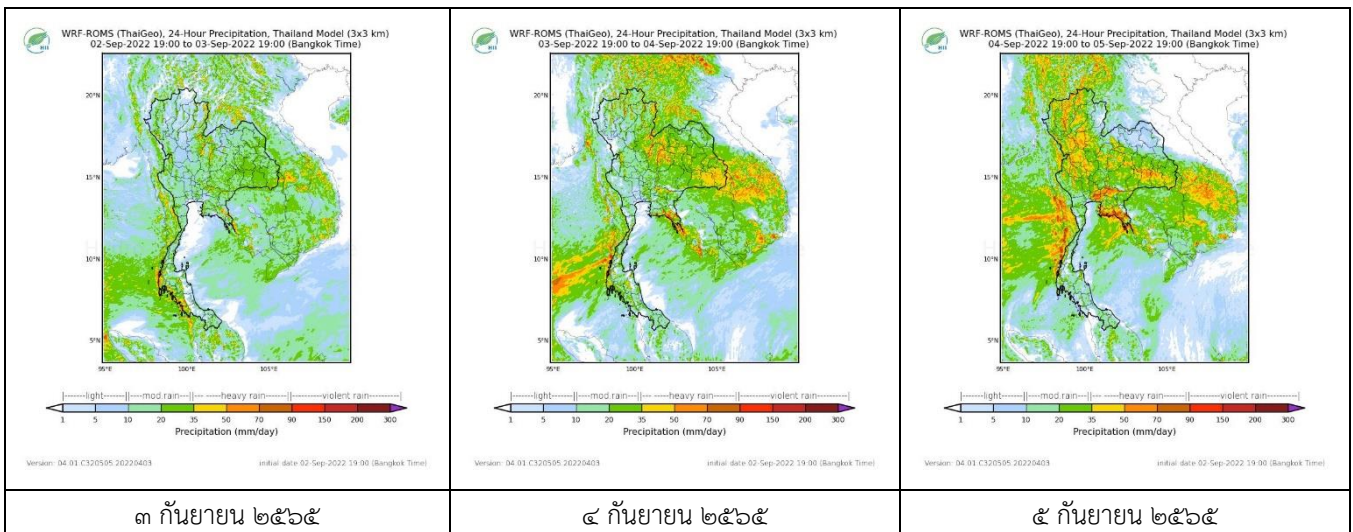 WRF-ROMS (ThaiGeo), 24-Hour Precipitation, Thailand Model (3x3 km)
02-Sep-2022 19:00 to 03-Sep-2022 19:00 (Bangkok Time)
HII
20°N
15°N
10°N
5°N
95°E 100°E 105°E
|------light------||----mod rain----||--- ----heavy rain------||--------violent rain-------|
1 5 10 20 35 50 70 90 150 200 300
Precipitation (mm/day)
Version: 04.01.C320505.20220403 initial date 02-Sep-2022 19:00 (Bangkok Time)
๓ กันยายน ๒๕๖๕
WRF-ROMS (ThaiGeo), 24-Hour Precipitation, Thailand Model (3x3 km)
03-Sep-2022 19:00 to 04-Sep-2022 19:00 (Bangkok Time)
HII
20°N
15°N
10°N
5°N
95°E 100°E 105°E
|------light------||----mod rain----||--- ----heavy rain------||--------violent rain-------|
1 5 10 20 35 50 70 90 150 200 300
Precipitation (mm/day)
Version: 04.01.C320505.20220403 initial date 02-Sep-2022 19:00 (Bangkok Time)
๔ กันยายน ๒๕๖๕
WRF-ROMS (ThaiGeo), 24-Hour Precipitation, Thailand Model (3x3 km)
04-Sep-2022 19:00 to 05-Sep-2022 19:00 (Bangkok Time)
HII
20°N
15°N
10°N
5°N
95°E 100°E 105°E
|------light------||----mod rain----||--- ----heavy rain------||--------violent rain-------|
1 5 10 20 35 50 70 90 150 200 300
Precipitation (mm/day)
Version: 04.01.C320505.20220403 initial date 02-Sep-2022 19:00 (Bangkok Time)
๕ กันยายน ๒๕๖๕